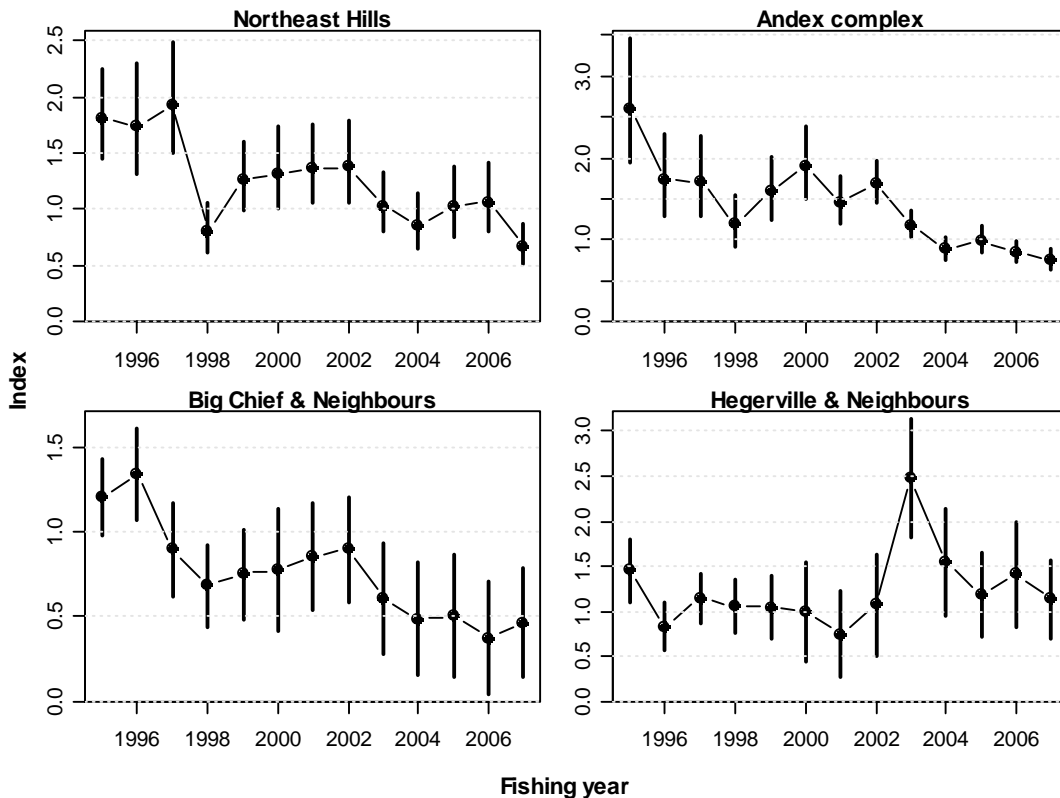 Northeast Hills
0.0 0.5 1.0 1.5 2.0 2.5
1996 1998 2000 2002 2004 2006
Andex complex
0.0 1.0 2.0 3.0
1996 1998 2000 2002 2004 2006
Index
Big Chief & Neighbours
0.0 0.5 1.0 1.5
1996 1998 2000 2002 2004 2006
Hegerville & Neighbours
0.0 0.5 1.0 1.5 2.0 2.5 3.0
1996 1998 2000 2002 2004 2006
Fishing year